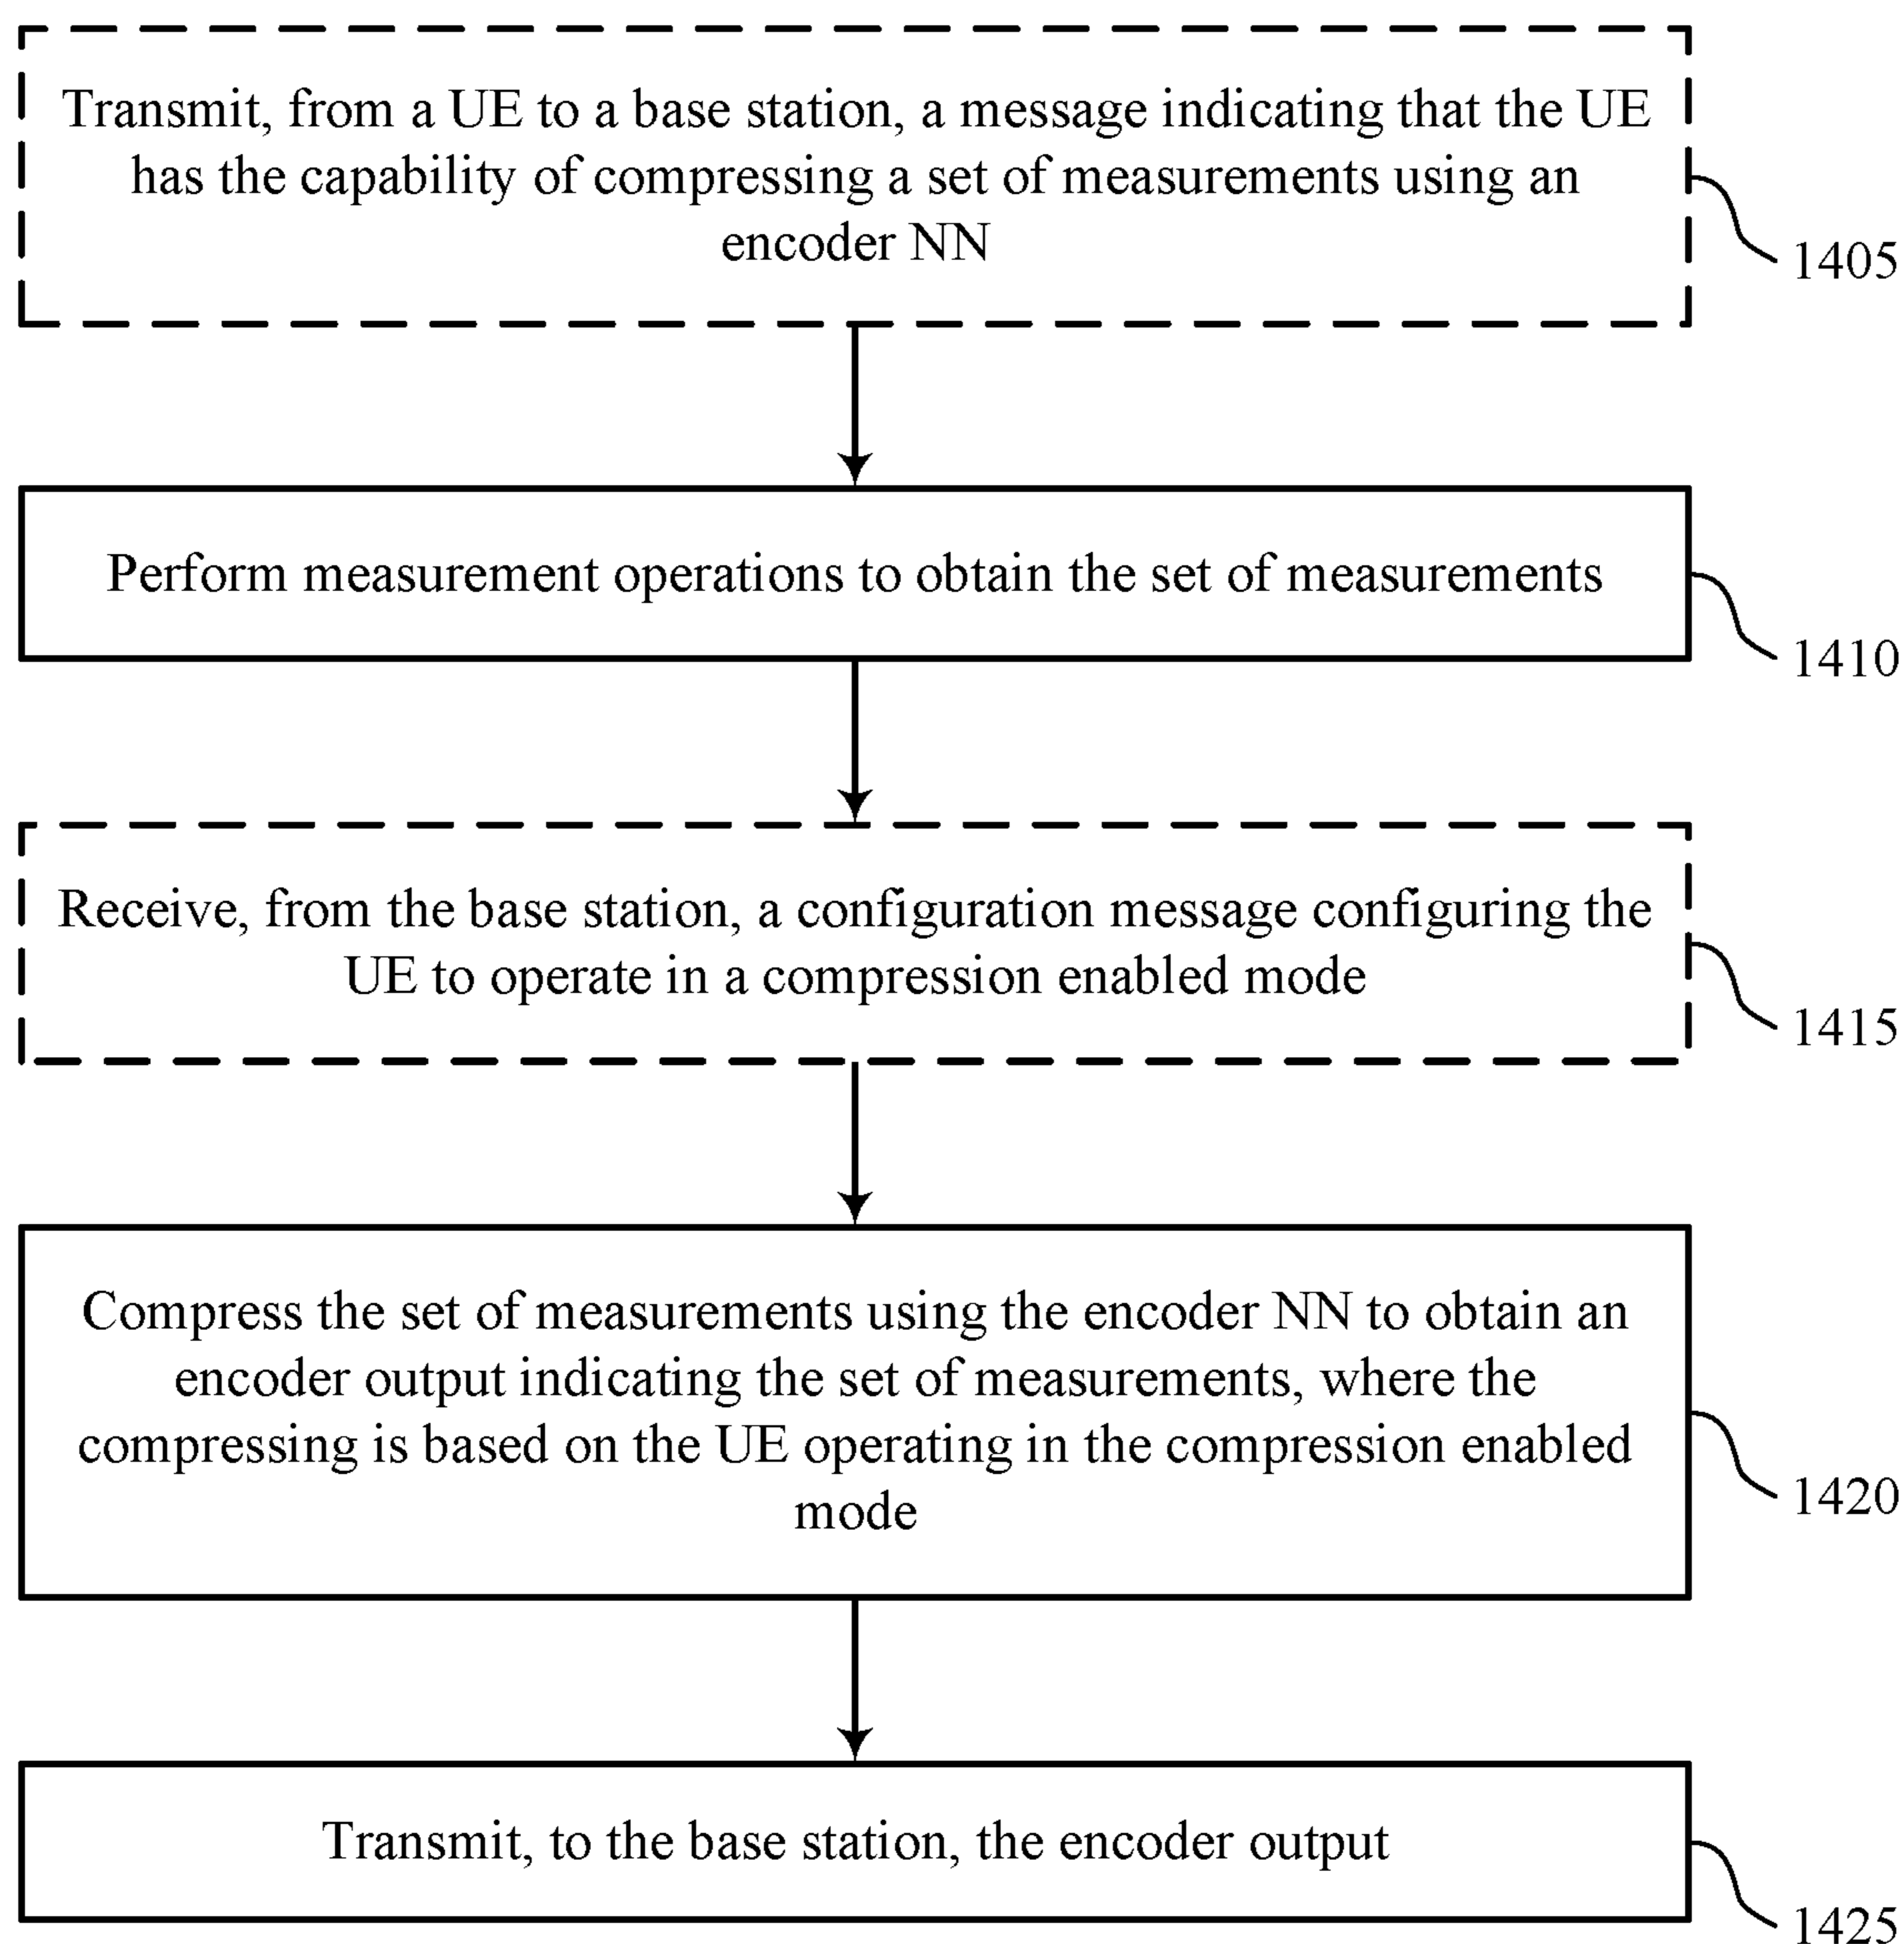 Transmit, from a UE to a base station, a message indicating that the UE
has the capability of compressing a set of measurements using an
encoder NN
1405
Perform measurement operations to obtain the set of measurements
1410
Receive, from the base station, a configuration message configuring the
UE to operate in a compression enabled mode
1415
Compress the set of measurements using the encoder NN to obtain an
encoder output indicating the set of measurements, where the
compressing is based on the UE operating in the compression enabled
mode
1420
Transmit, to the base station, the encoder output
1425